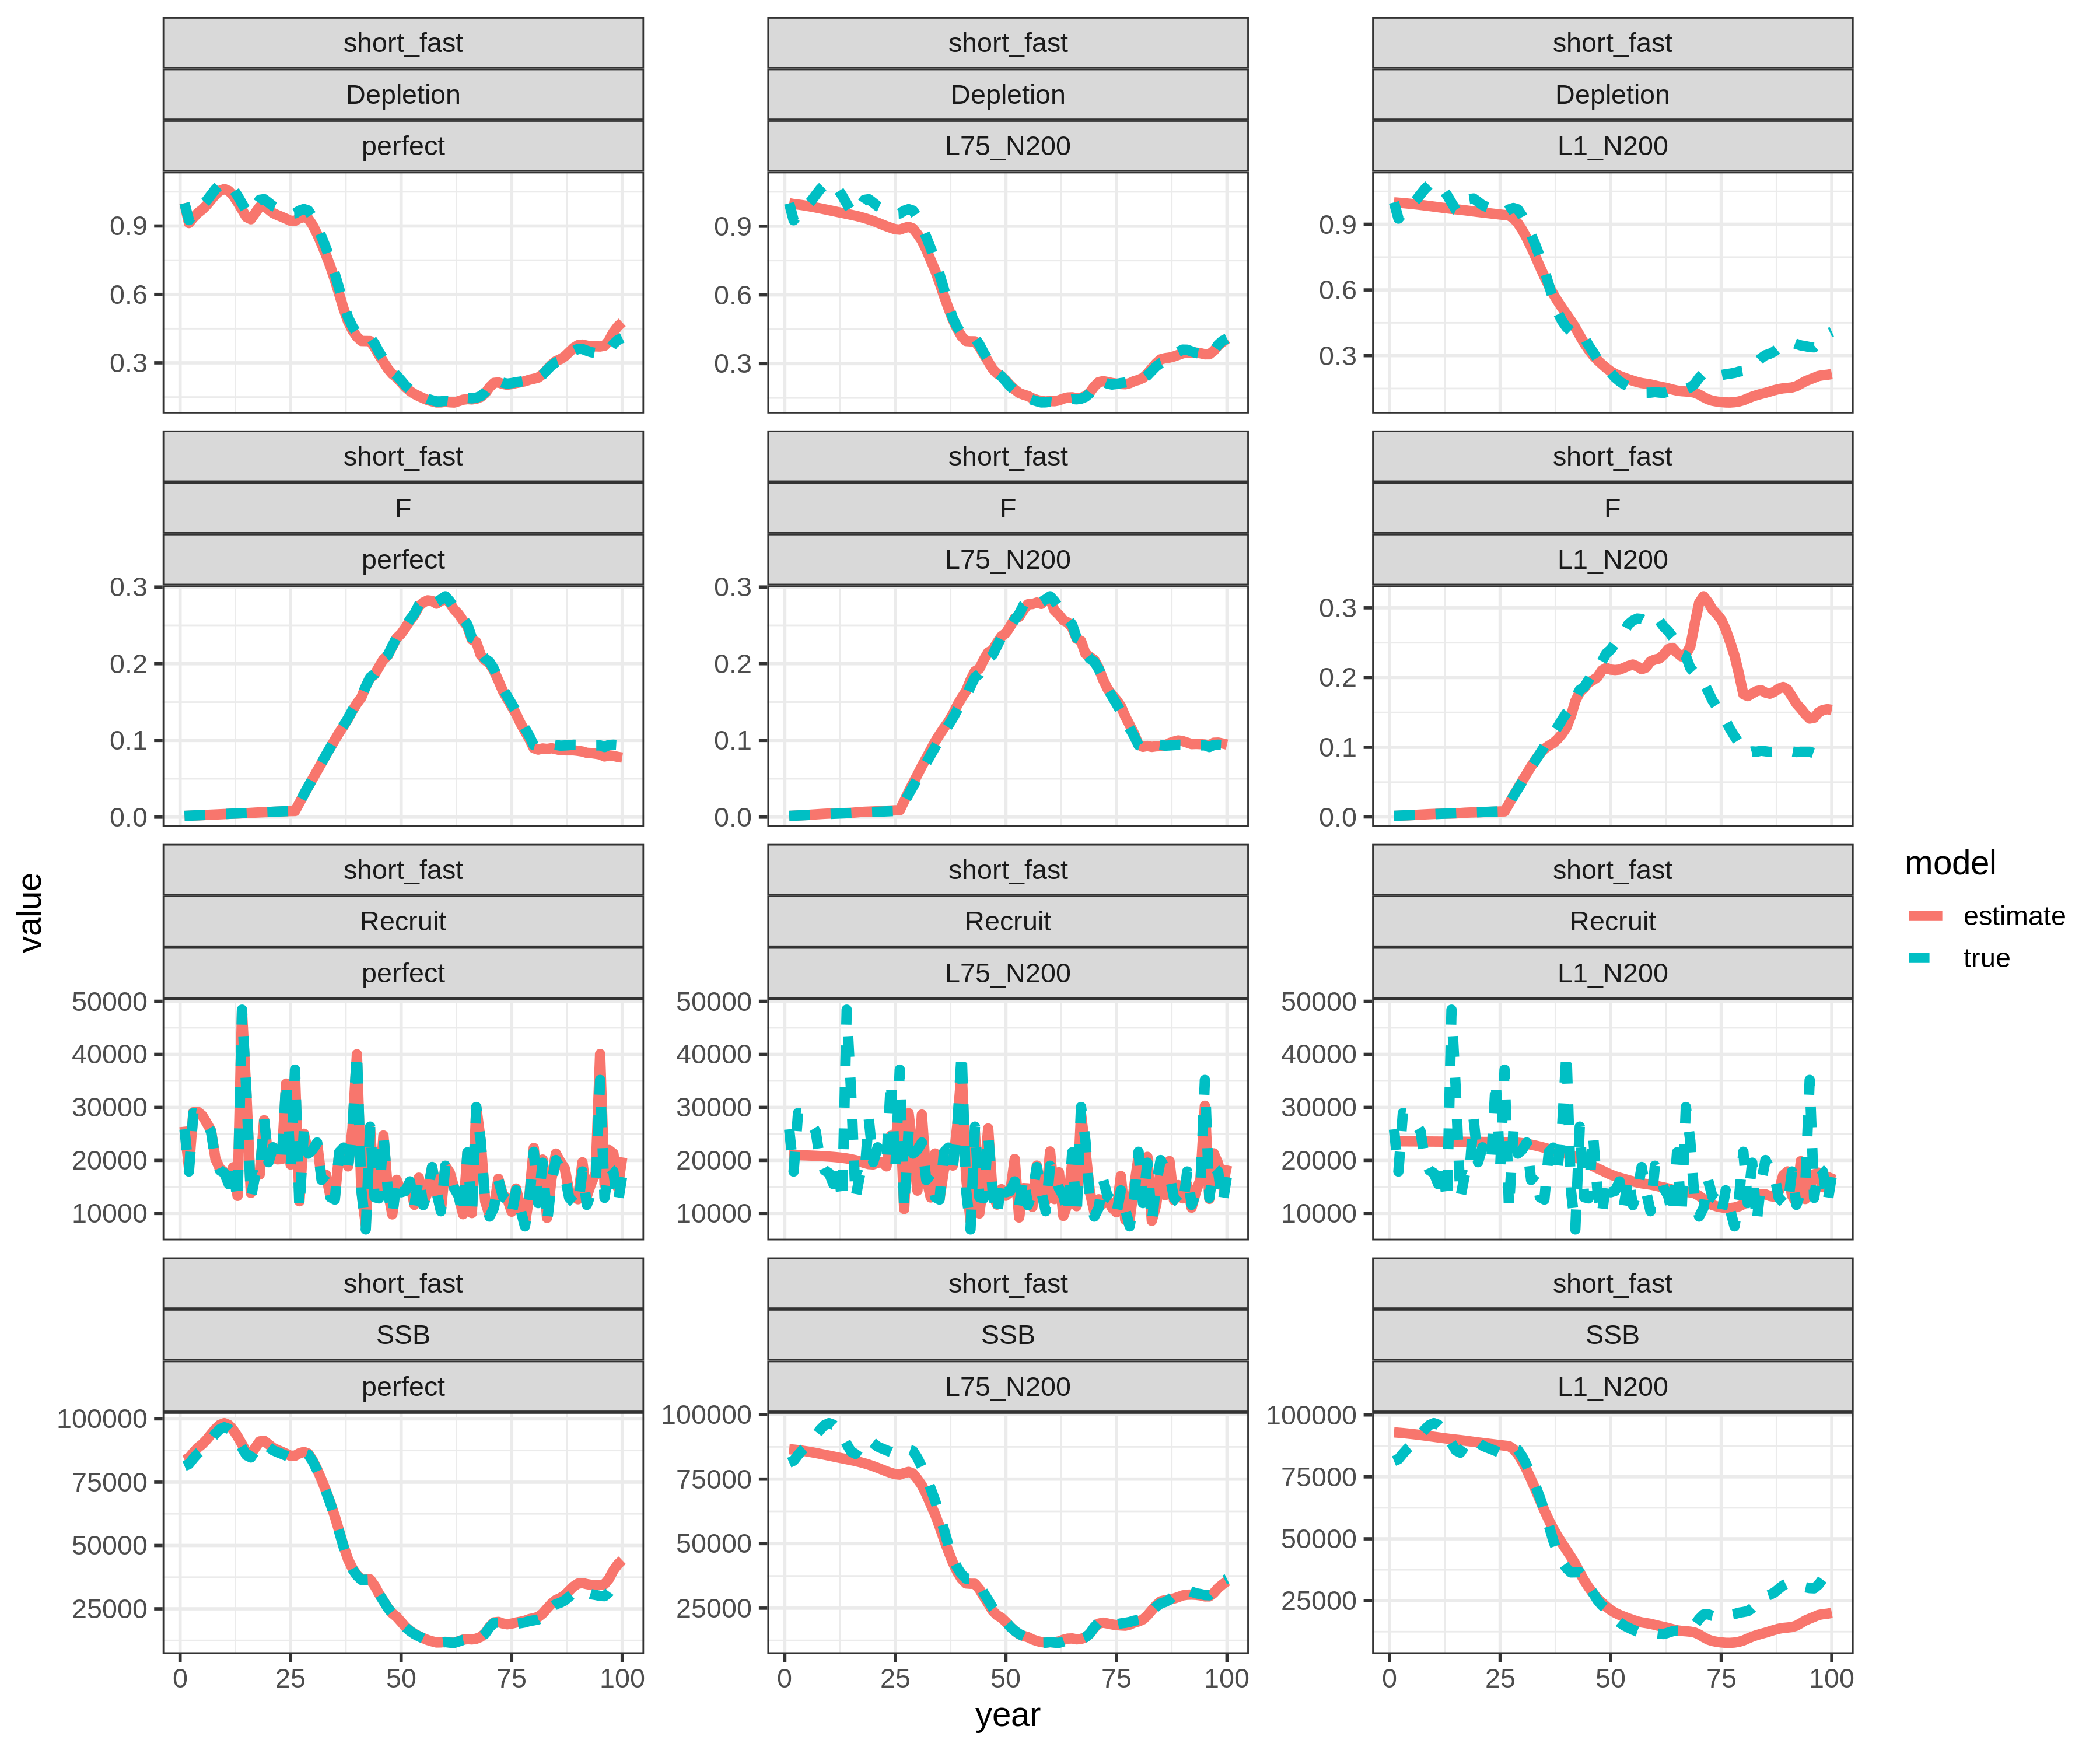 short_fast
Depletion
perfect
0.9
0.6
0.3
short_fast
Depletion
L75_N200
0.9
0.6
0.3
short_fast
Depletion
L1_N200
0.9
0.6
0.3
short_fast
F
perfect
0.3
0.2
0.1
0.0
short_fast
F
L75_N200
0.3
0.2
0.1
0.0
short_fast
F
L1_N200
0.3
0.2
0.1
0.0
short_fast
Recruit
perfect
50000
40000
30000
20000
10000
short_fast
Recruit
L75_N200
50000
40000
30000
20000
10000
short_fast
Recruit
L1_N200
50000
40000
30000
20000
10000
short_fast
SSB
perfect
100000
75000
50000
25000
0 25 50 75 100
short_fast
SSB
L75_N200
100000
75000
50000
25000
0 25 50 75 100
short_fast
SSB
L1_N200
100000
75000
50000
25000
0 25 50 75 100
value
year
model
estimate
true